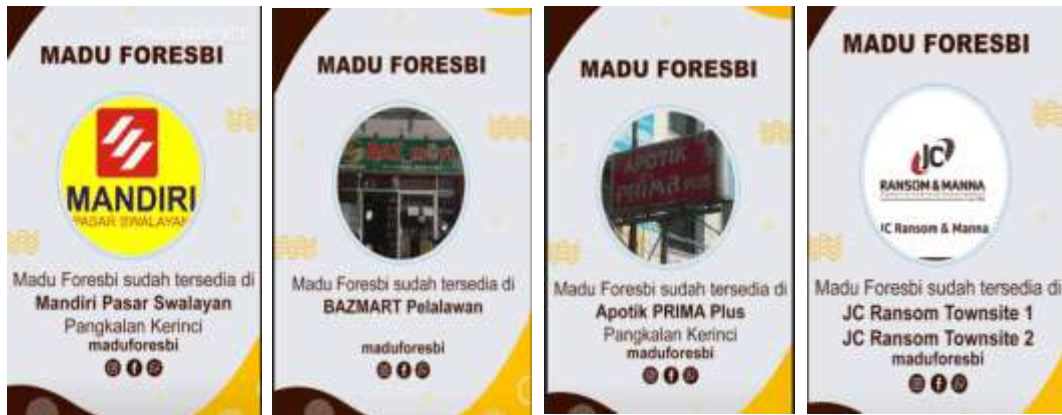 MADU FORESBI
MANDIRI
PASAR SWALAYAN
Madu Foresbi sudah tersedia di
Mandiri Pasar Swalayan
Pangkalan Kerinci
maduforesbi
MADU FORESBI
Madu Foresbi sudah tersedia di
BAZMART Pelalawan
maduforesbi
MADU FORESBI
APOTIK
PRIMA PLUS
Madu Foresbi sudah tersedia di
Apotik PRIMA Plus
Pangkalan Kerinci
maduforesbi
MADU FORESBI
JC
RANSOM & MANNA
JC Ransom & Manna
Madu Foresbi sudah tersedia di
JC Ransom Townsite 1
JC Ransom Townsite 2
maduforesbi